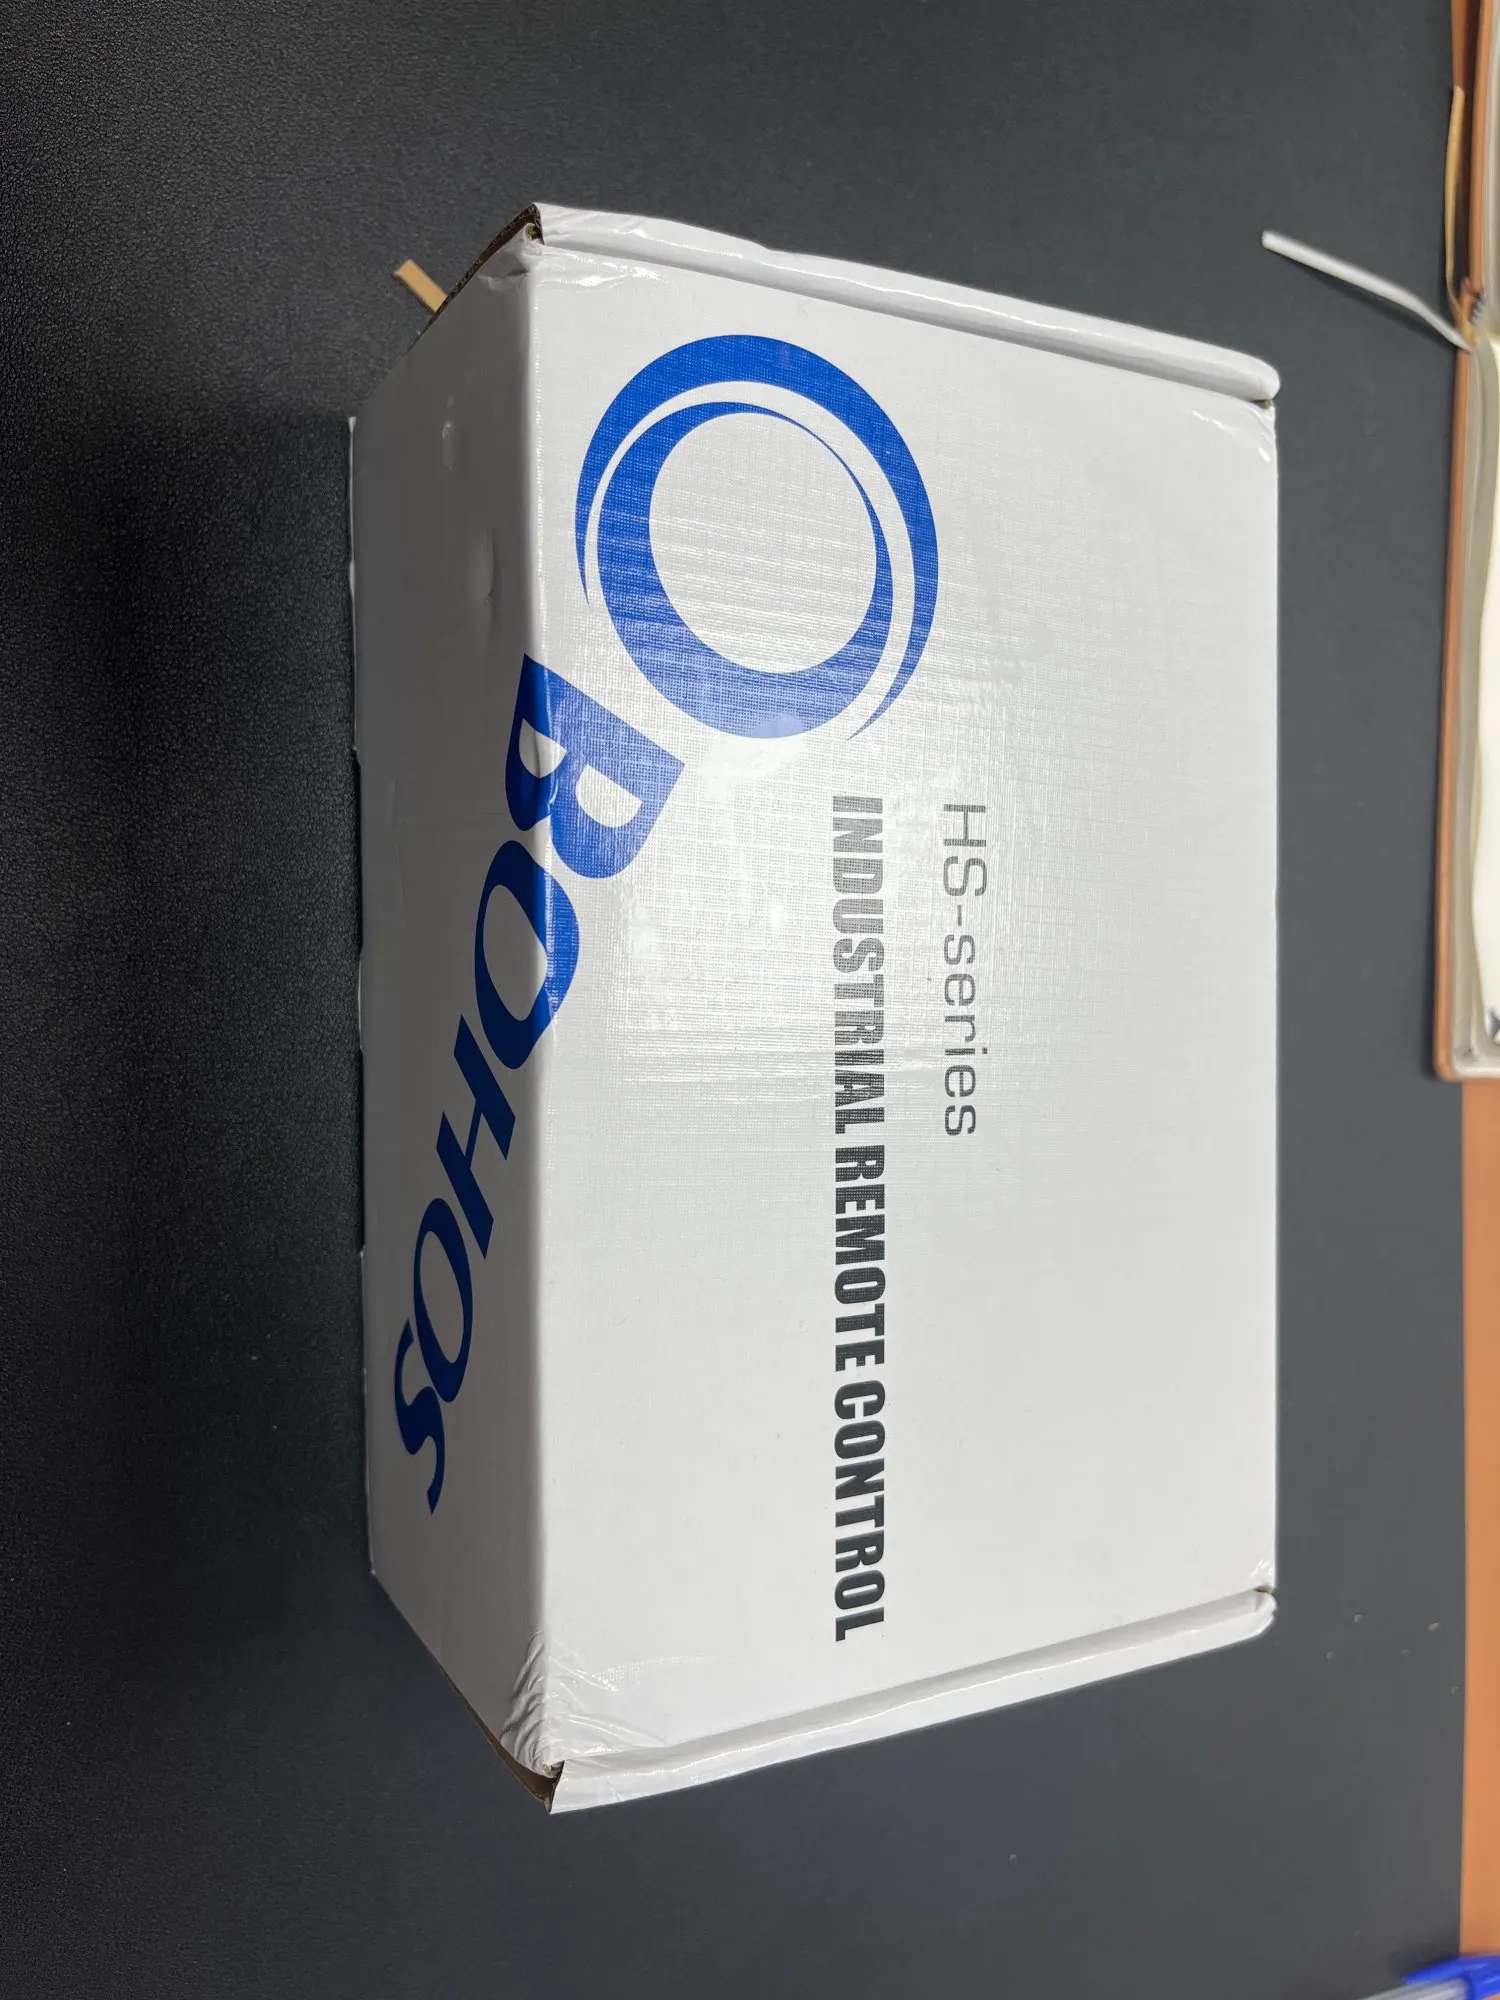 HS-series
INDUSTRIAL REMOTE CONTROL
BOHOS